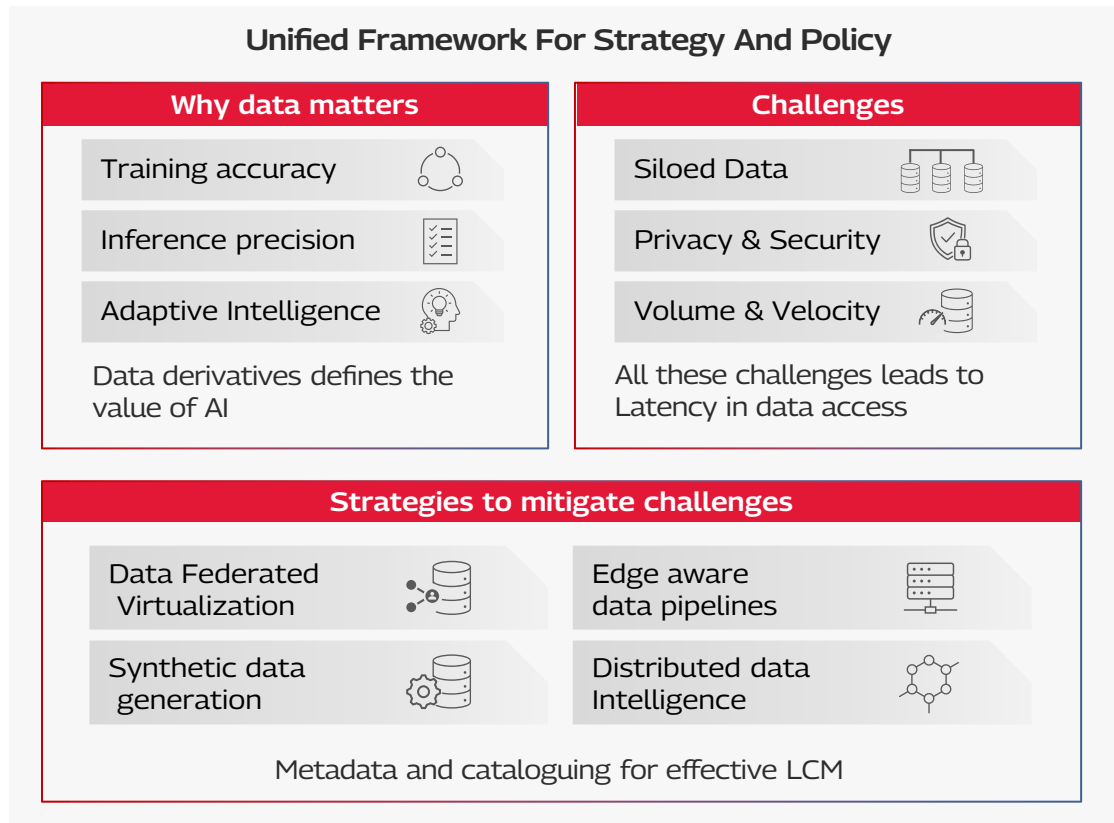 Unified Framework For Strategy And Policy
Why data matters
Training accuracy
Inference precision
Adaptive Intelligence
Data derivatives defines the
value of AI
Challenges
Siloed Data
Privacy & Security
Volume & Velocity
All these challenges leads to
Latency in data access
Strategies to mitigate challenges
Data Federated
Virtualization
Edge aware
data pipelines
Synthetic data
generation
Distributed data
Intelligence
Metadata and cataloguing for effective LCM